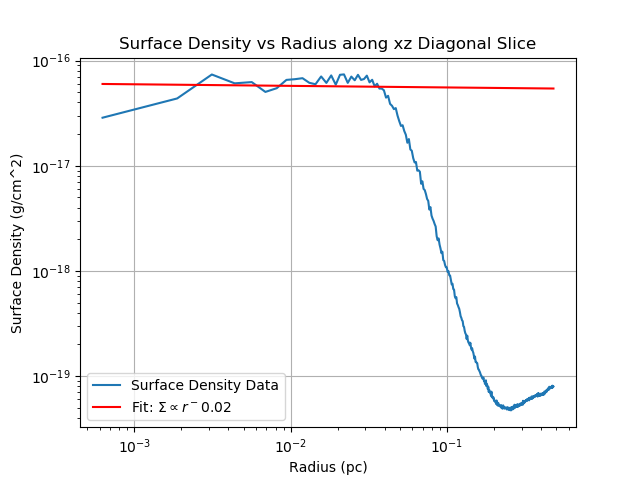 Surface Density vs Radius along xz Diagonal Slice
10⁻¹⁶
10⁻¹⁷
10⁻¹⁸
10⁻¹⁹
Surface Density (g/cm^2)
Surface Density Data
Fit: Σ ∝ r⁻0.02
10⁻³
10⁻²
10⁻¹
Radius (pc)